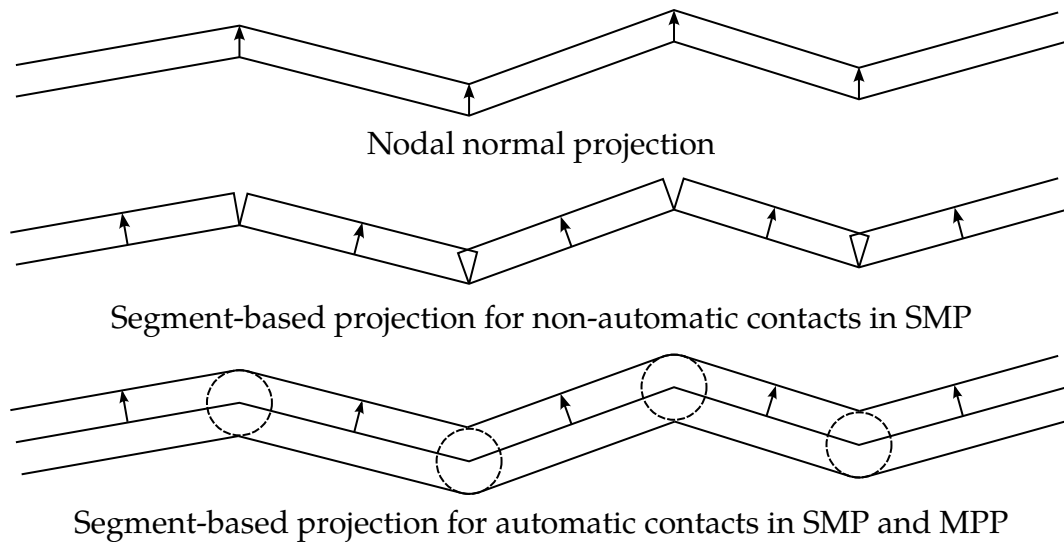 Nodal normal projection
Segment-based projection for non-automatic contacts in SMP
Segment-based projection for automatic contacts in SMP and MPP